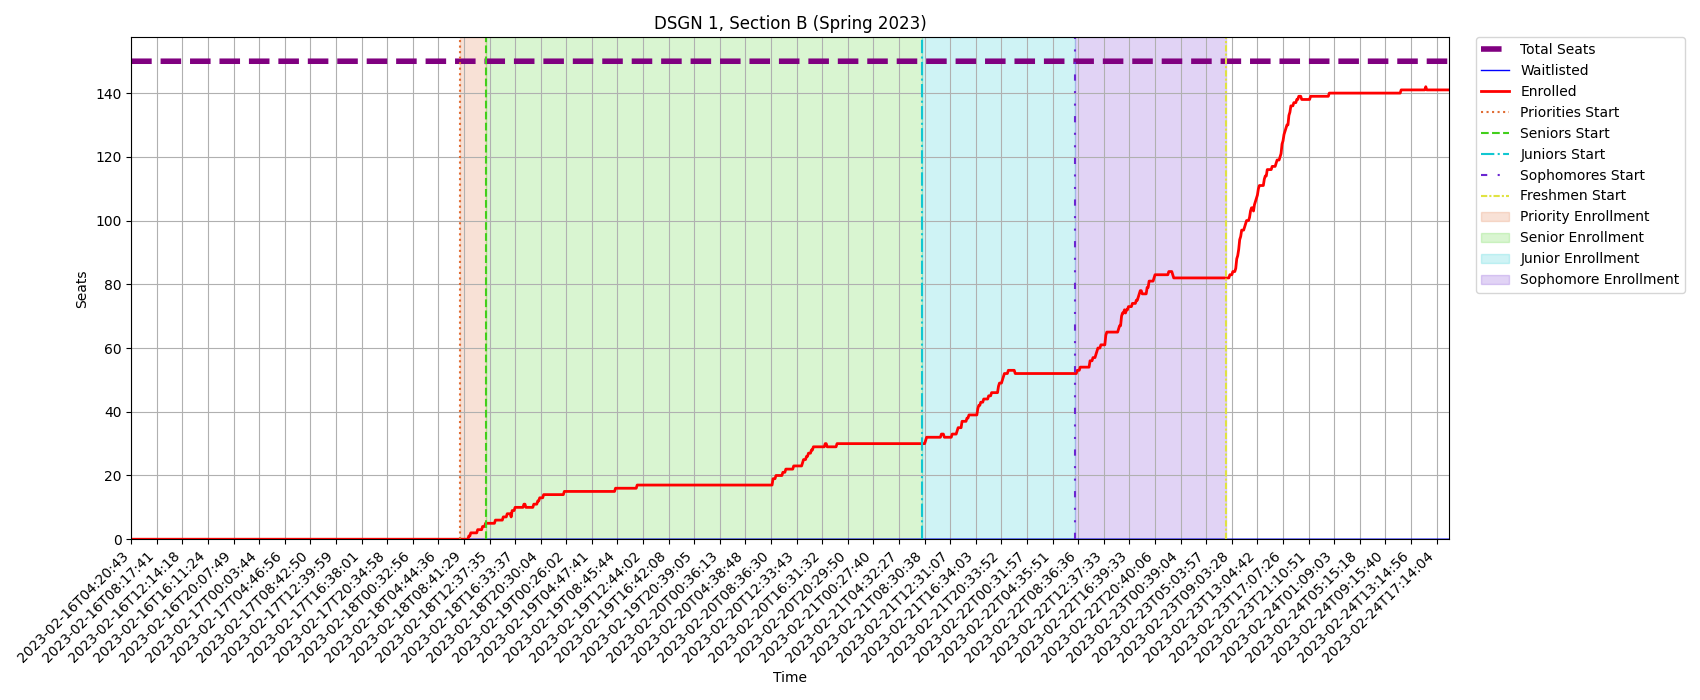 DSGN 1, Section B (Spring 2023)
Total Seats
Waitlisted
Enrolled
Priorities Start
Seniors Start
Juniors Start
Sophomores Start
Freshmen Start
Priority Enrollment
Senior Enrollment
Junior Enrollment
Sophomore Enrollment
Seats
140
120
100
80
60
40
20
0
2023-02-16T04:20:43
2023-02-16T08:17:41
2023-02-16T12:14:18
2023-02-16T16:11:24
2023-02-16T20:07:49
2023-02-17T00:03:44
2023-02-17T04:46:56
2023-02-17T08:42:50
2023-02-17T12:39:59
2023-02-17T16:38:01
2023-02-17T20:34:58
2023-02-18T00:32:56
2023-02-18T04:44:36
2023-02-18T08:41:29
2023-02-18T12:37:35
2023-02-18T16:33:37
2023-02-18T20:30:04
2023-02-19T00:26:02
2023-02-19T04:47:41
2023-02-19T08:45:44
2023-02-19T12:44:02
2023-02-19T16:42:08
2023-02-19T20:39:05
2023-02-20T00:36:13
2023-02-20T04:38:48
2023-02-20T08:36:30
2023-02-20T12:33:43
2023-02-20T16:31:32
2023-02-20T20:29:50
2023-02-21T00:27:40
2023-02-21T04:32:27
2023-02-21T08:30:38
2023-02-21T12:31:07
2023-02-21T16:34:03
2023-02-21T20:33:52
2023-02-22T00:31:57
2023-02-22T04:35:51
2023-02-22T08:36:36
2023-02-22T12:37:33
2023-02-22T16:39:33
2023-02-22T20:40:06
2023-02-23T00:39:04
2023-02-23T05:03:57
2023-02-23T09:03:28
2023-02-23T13:04:42
2023-02-23T17:07:26
2023-02-23T21:10:51
2023-02-24T01:09:03
2023-02-24T05:15:18
2023-02-24T09:15:40
2023-02-24T13:14:56
2023-02-24T17:14:04
Time